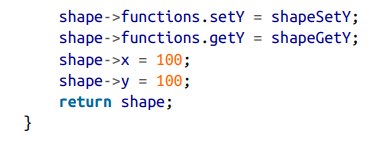 shape->functions.setY = shapeSetY;
shape->functions.getY = shapeGetY;
shape->x = 100;
shape->y = 100;
return shape;
}